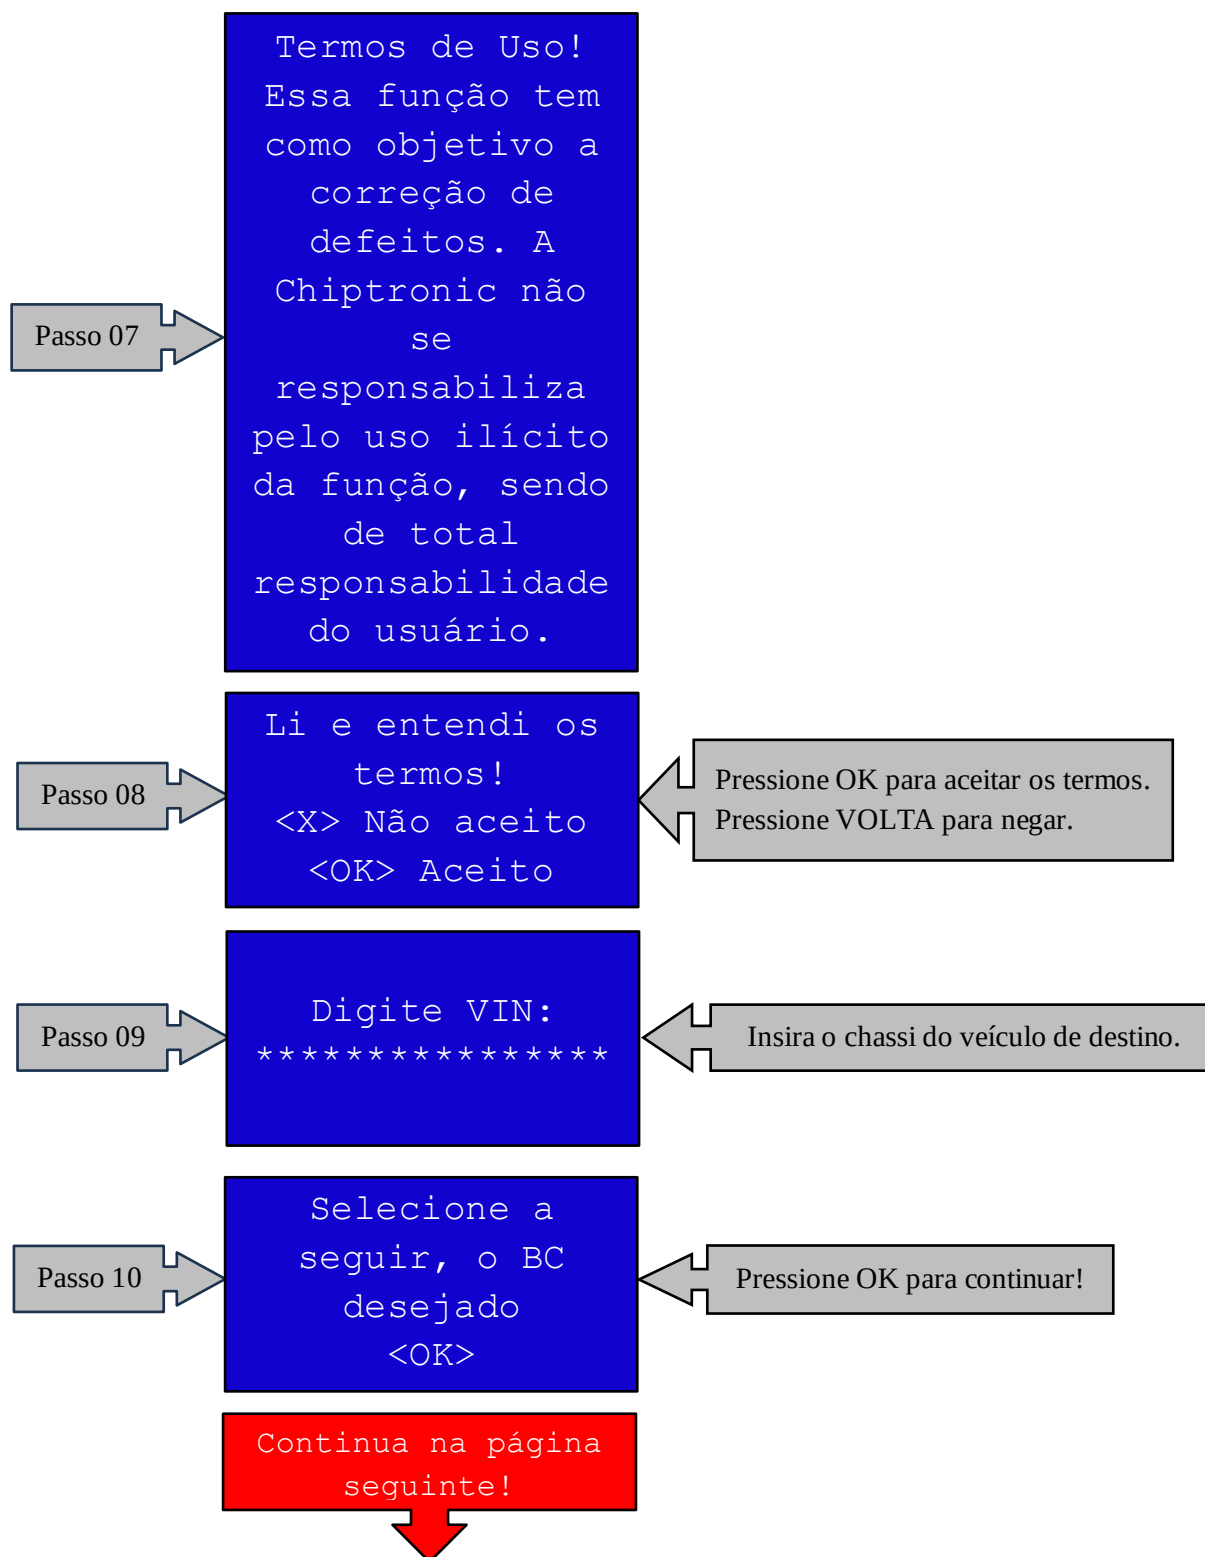 Termos de Uso!
Essa função tem
como objetivo a
correção de
defeitos. A
Chiptronic não
se
responsabiliza
pelo uso ilícito
da função, sendo
de total
responsabilidade
do usuário.
Passo 07
Li e entendi os
termos!
<X> Não aceito
<OK> Aceito
Passo 08
Pressione OK para aceitar os termos.
Pressione VOLTA para negar.
Digite VIN:
****************
Passo 09
Insira o chassi do veículo de destino.
Selecione a
seguir, o BC
desejado
<OK>
Passo 10
Pressione OK para continuar!
Continua na página
seguinte!